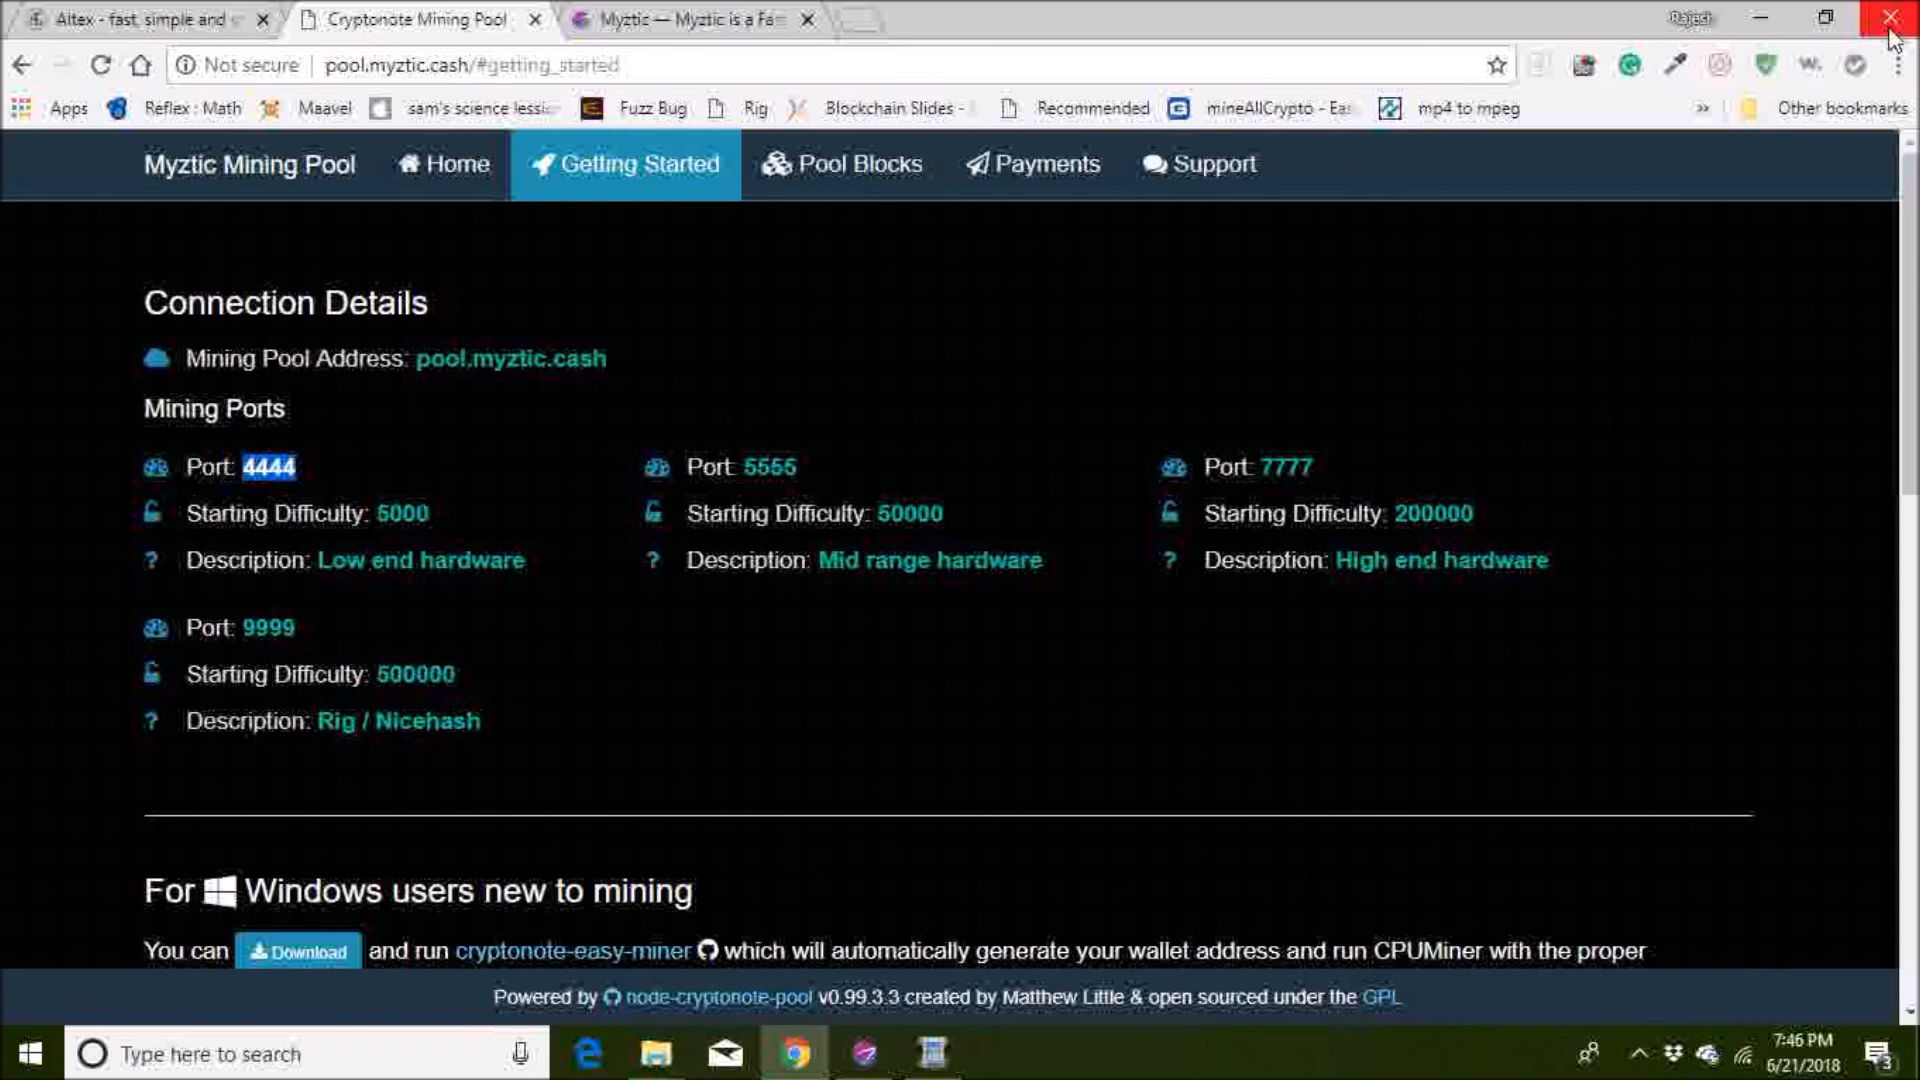 Altex - fast, simple and
Cryptonote Mining Pool
Myztic — Myztic is a Fas
Rajesh
Not secure
pool.myztic.cash/#getting_started
Apps
Reflex : Math
Maavel
sam's science lessi
Fuzz Bug
Rig
Blockchain Slides -
Recommended
mineAllCrypto - Eas
mp4 to mpeg
»
Other bookmarks
Myztic Mining Pool
Home
Getting Started
Pool Blocks
Payments
Support
Connection Details
Mining Pool Address: pool.myztic.cash
Mining Ports
Port: 4444
Starting Difficulty: 5000
Description: Low end hardware
Port: 5555
Starting Difficulty: 50000
Description: Mid range hardware
Port: 7777
Starting Difficulty: 200000
Description: High end hardware
Port: 9999
Starting Difficulty: 500000
Description: Rig / Nicehash
For Windows users new to mining
You can Download and run cryptonote-easy-miner which will automatically generate your wallet address and run CPUMiner with the proper
Powered by node-cryptonote-pool v0.99.3.3 created by Matthew Little & open sourced under the GPL
Type here to search
7:46 PM
6/21/2018
3